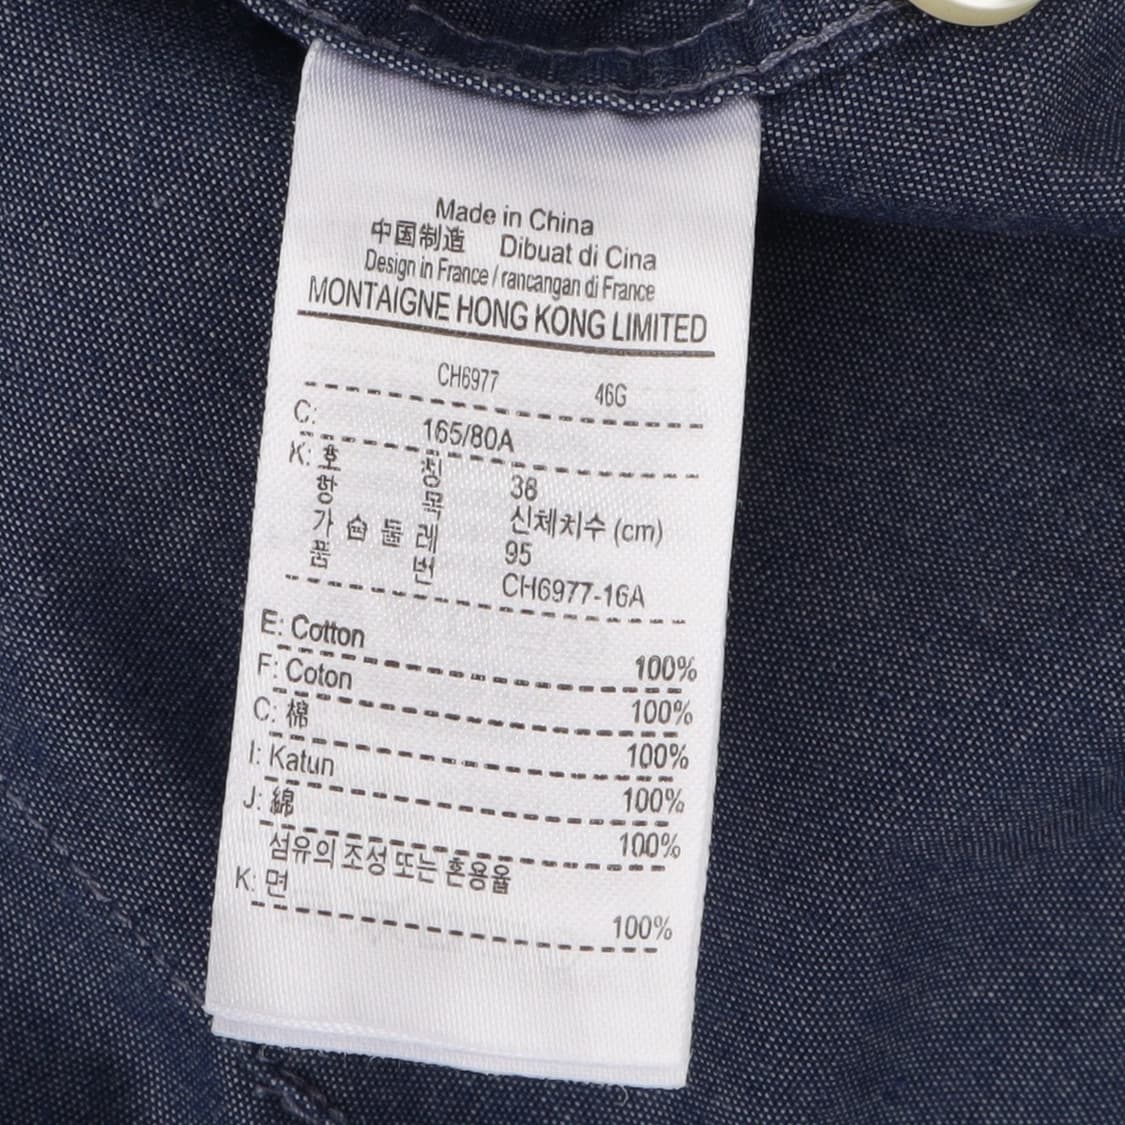 Made in China
中国制造 Dibuat di Cina
Design in France / rancangan di France
MONTAIGNE HONG KONG LIMITED
CH6977 46G
C: 165/80A
K: 호 칭 38
항 목 신체치수 (cm)
가 슴 둘 레 95
품 번 CH6977-16A
E: Cotton 100%
F: Coton 100%
C: 棉 100%
I: Katun 100%
J: 綿 100%
섬유의 조성 또는 혼용율
K: 면 100%